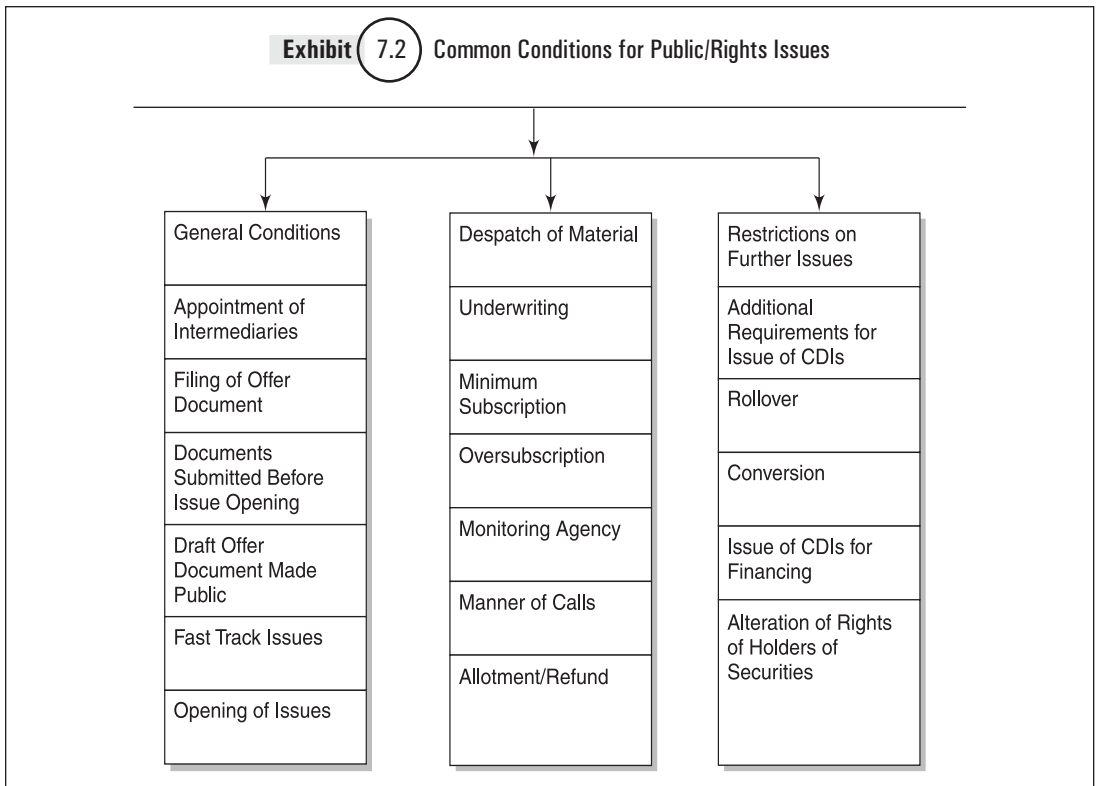 Exhibit 7.2 Common Conditions for Public/Rights Issues
General Conditions
Appointment of
Intermediaries
Filing of Offer
Document
Documents
Submitted Before
Issue Opening
Draft Offer
Document Made
Public
Fast Track Issues
Opening of Issues
Despatch of Material
Underwriting
Minimum
Subscription
Oversubscription
Monitoring Agency
Manner of Calls
Allotment/Refund
Restrictions on
Further Issues
Additional
Requirements for
Issue of CDIs
Rollover
Conversion
Issue of CDIs for
Financing
Alteration of Rights
of Holders of
Securities